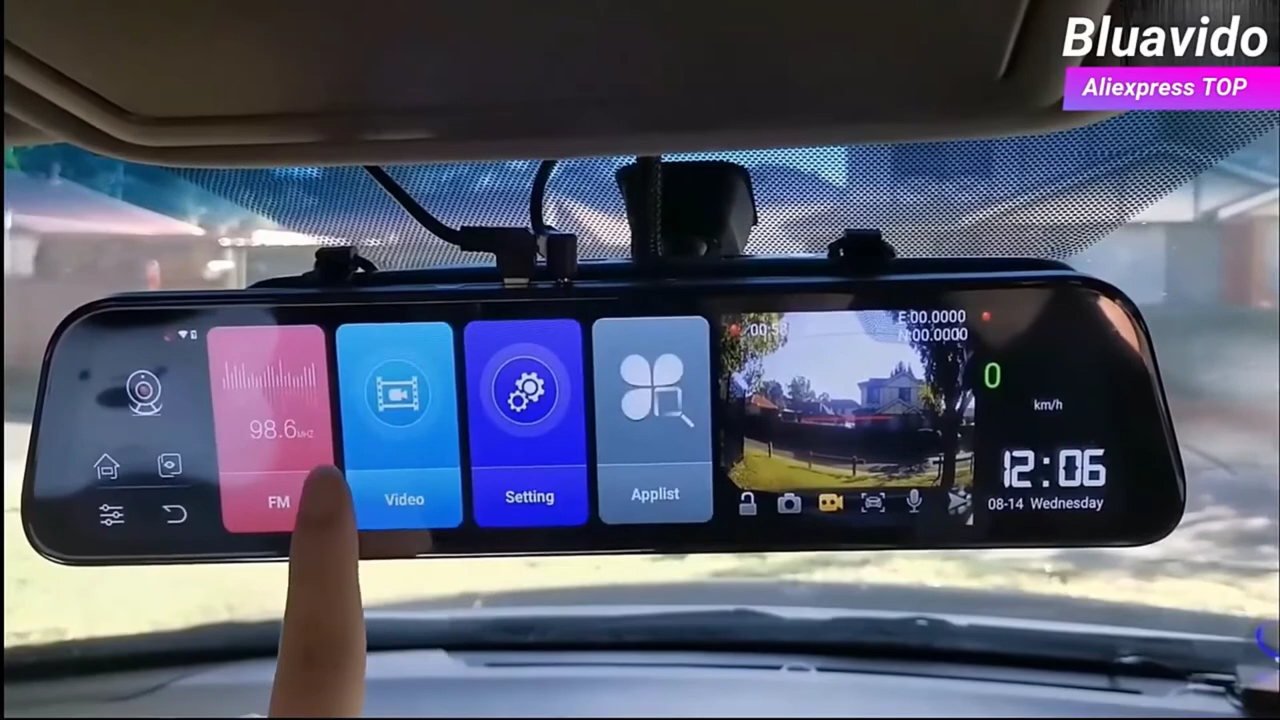 Bluavido
Aliexpress TOP
00:58
E:00.0000
N:00.0000
0
km/h
98.6MHZ
12:06
08-14 Wednesday
FM
Video
Setting
Applist